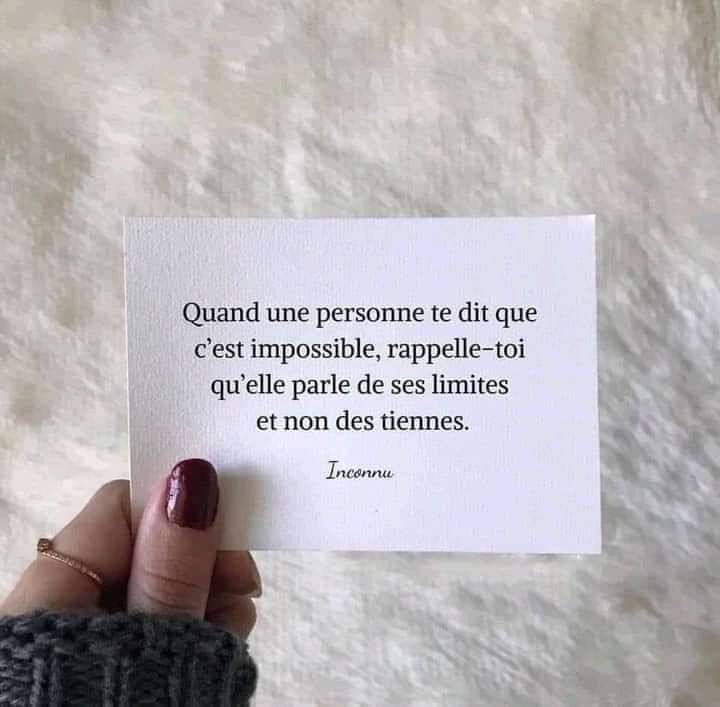 Quand une personne te dit que
c'est impossible, rappelle-toi
qu'elle parle de ses limites
et non des tiennes.
Inconnu